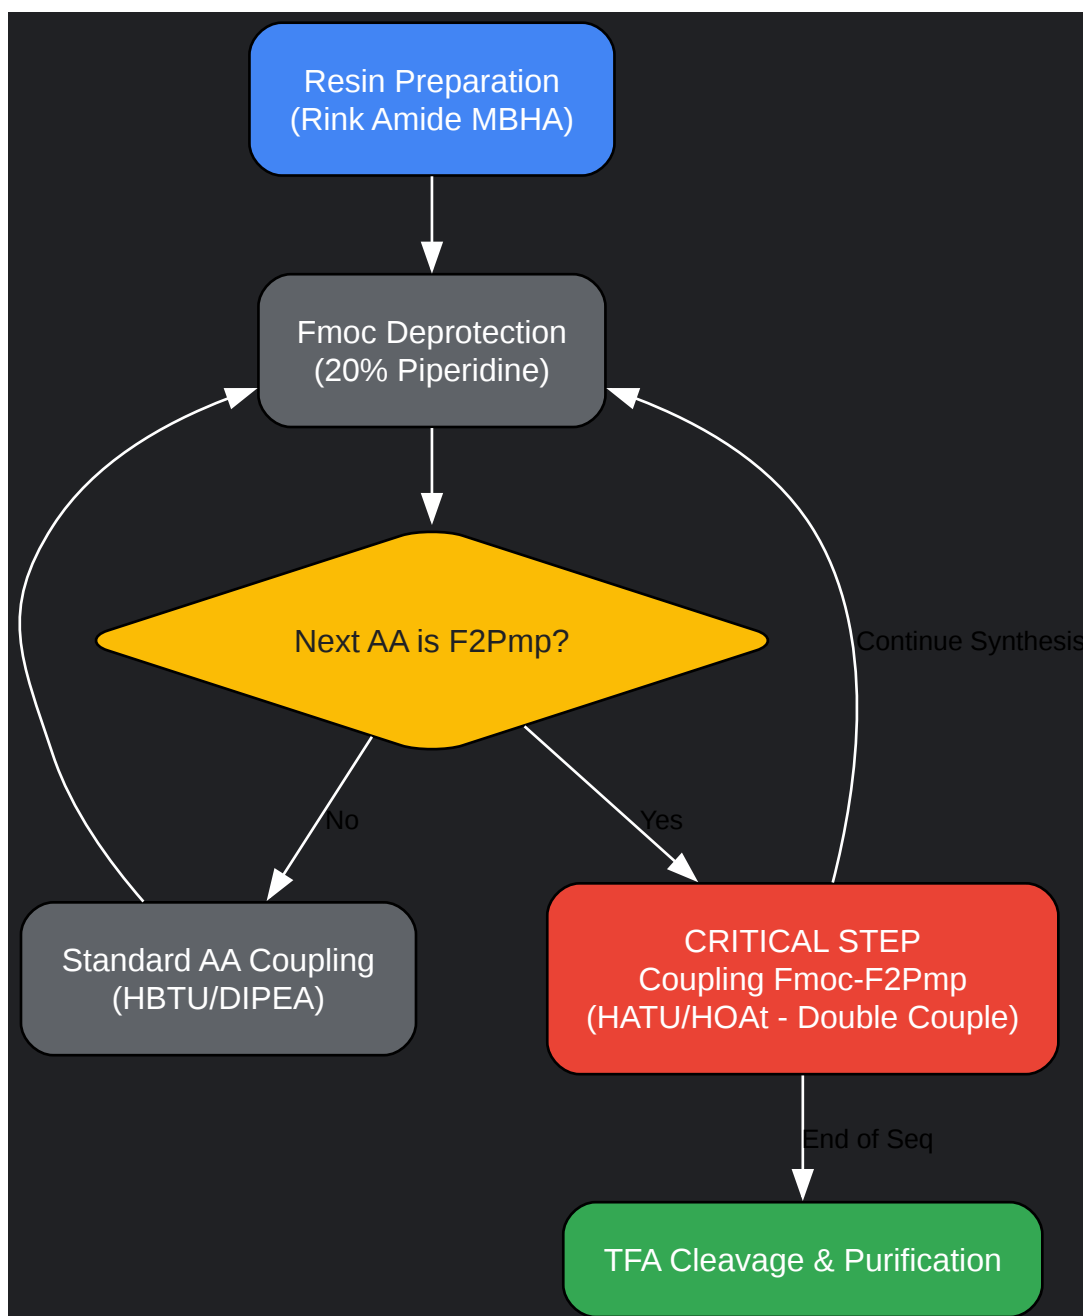 Resin Preparation
(Rink Amide MBHA)
Fmoc Deprotection
(20% Piperidine)
Next AA is F2Pmp?
Continue Synthesis
No
Yes
Standard AA Coupling
(HBTU/DIPEA)
CRITICAL STEP
Coupling Fmoc-F2Pmp
(HATU/HOAt - Double Couple)
End of Seq
TFA Cleavage & Purification